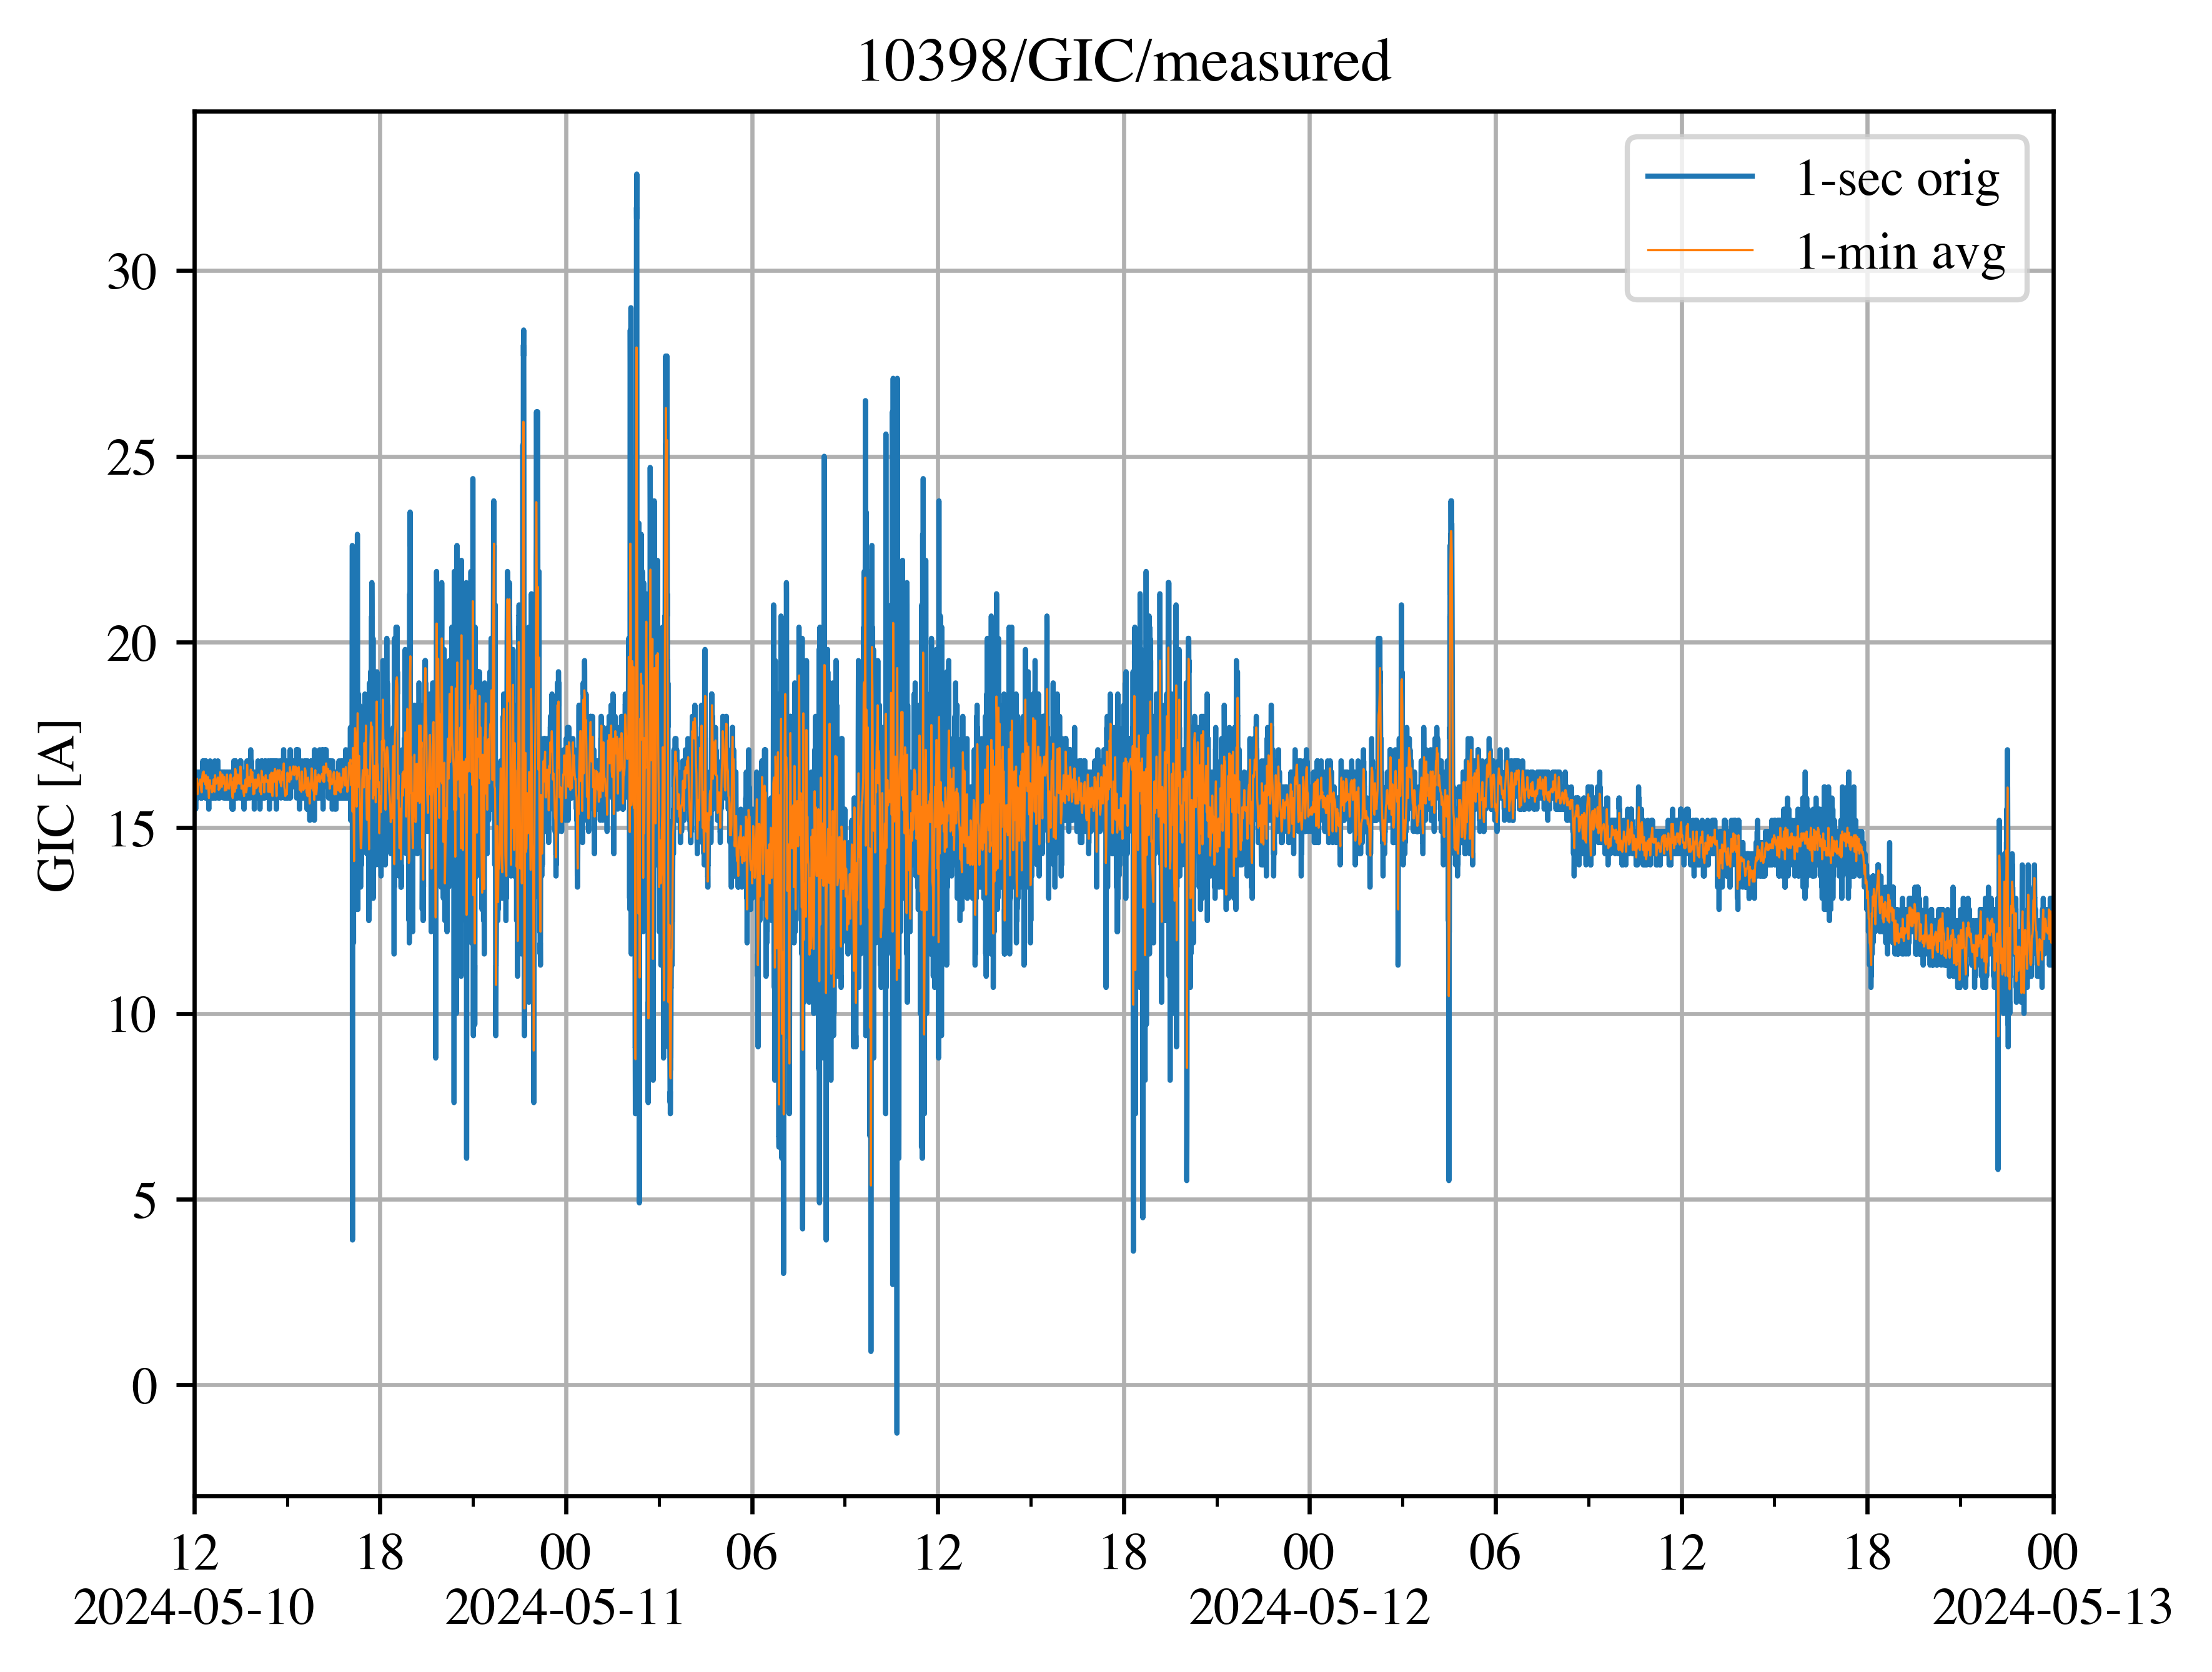 10398/GIC/measured
1-sec orig
1-min avg
GIC [A]
30
25
20
15
10
5
0
12 18 00 06 12 18 00 06 12 18 00
2024-05-10 2024-05-11 2024-05-12 2024-05-13